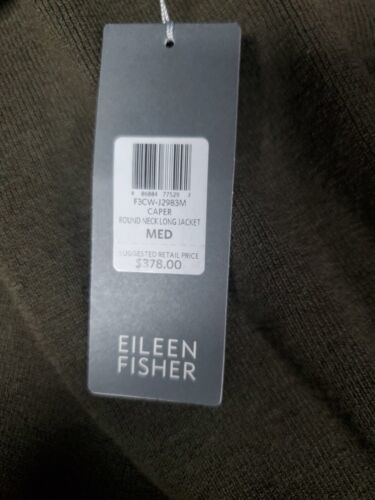 F3CW-J2983M
CAPER
ROUND NECK LONG JACKET
MED
SUGGESTED RETAIL PRICE
$378.00
EILEEN
FISHER